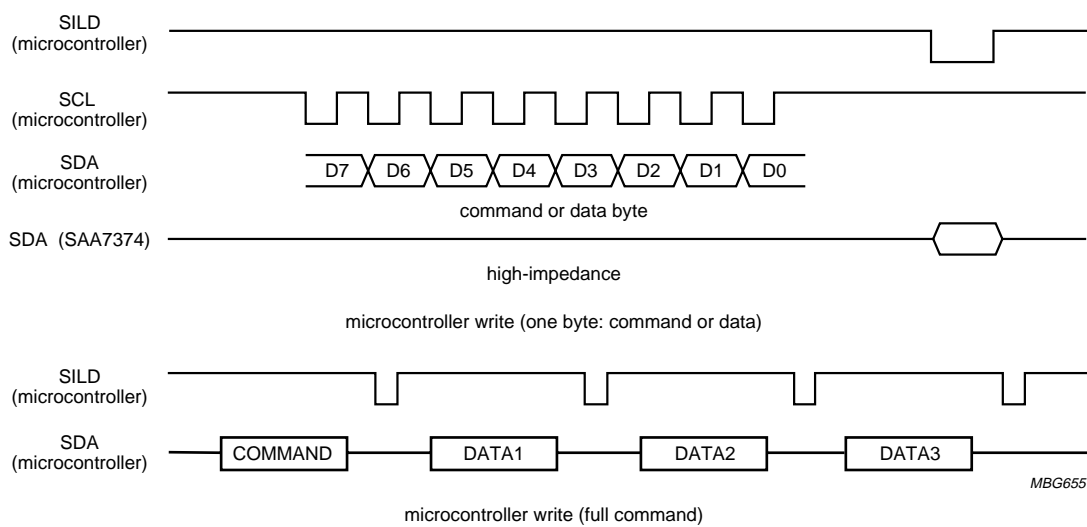 SILD
(microcontroller)
SCL
(microcontroller)
SDA
(microcontroller)
D7 D6 D5 D4 D3 D2 D1 D0
command or data byte
SDA (SAA7374)
high-impedance
microcontroller write (one byte: command or data)
SILD
(microcontroller)
SDA
(microcontroller)
COMMAND DATA1 DATA2 DATA3
MBG655
microcontroller write (full command)